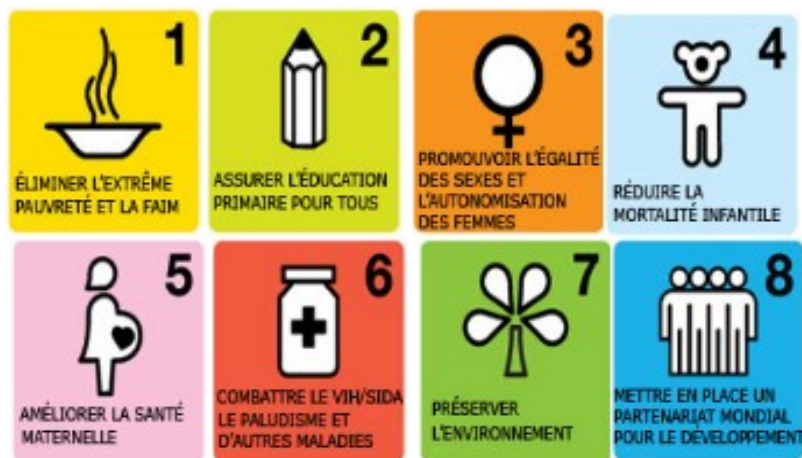 1
ÉLIMINER L'EXTRÊME
PAUVRETÉ ET LA FAIM
2
ASSURER L'ÉDUCATION
PRIMAIRE POUR TOUS
3
PROMOUVOIR L'ÉGALITÉ
DES SEXES ET
L'AUTONOMISATION
DES FEMMES
4
RÉDUIRE LA
MORTALITÉ INFANTILE
5
AMÉLIORER LA SANTÉ
MATERNELLE
6
COMBATTRE LE VIH/SIDA
LE PALUDISME ET
D'AUTRES MALADIES
7
PRÉSERVER
L'ENVIRONNEMENT
8
METTRE EN PLACE UN
PARTENARIAT MONDIAL
POUR LE DÉVELOPPEMENT